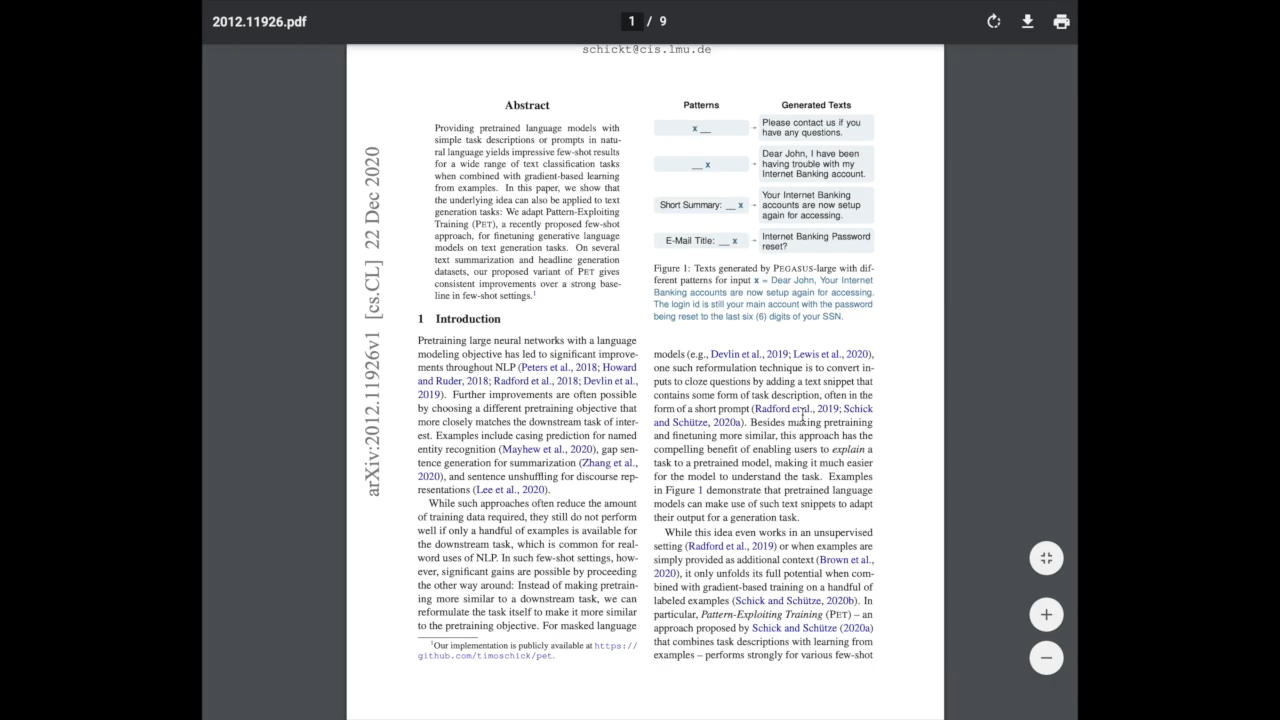 2012.11926.pdf
1 / 9
schickt@cis.lmu.de
arXiv:2012.11926v1 [cs.CL] 22 Dec 2020
Abstract
Providing pretrained language models with
simple task descriptions or prompts in natu-
ral language yields impressive few-shot results
for a wide range of text classification tasks
when combined with gradient-based learning
from examples. In this paper, we show that
the underlying idea can also be applied to text
generation tasks: We adapt Pattern-Exploiting
Training (PET), a recently proposed few-shot
approach, for finetuning generative language
models on text generation tasks. On several
text summarization and headline generation
datasets, our proposed variant of PET gives
consistent improvements over a strong base-
line in few-shot settings.1
1 Introduction
Pretraining large neural networks with a language
modeling objective has led to significant improve-
ments throughout NLP (Peters et al., 2018; Howard
and Ruder, 2018; Radford et al., 2018; Devlin et al.,
2019). Further improvements are often possible
by choosing a different pretraining objective that
more closely matches the downstream task of inter-
est. Examples include casing prediction for named
entity recognition (Mayhew et al., 2020), gap sen-
tence generation for summarization (Zhang et al.,
2020), and sentence unshuffling for discourse rep-
resentations (Lee et al., 2020).
While such approaches often reduce the amount
of training data required, they still do not perform
well if only a handful of examples is available for
the downstream task, which is common for real-
word uses of NLP. In such few-shot settings, how-
ever, significant gains are possible by proceeding
the other way around: Instead of making pretrain-
ing more similar to a downstream task, we can
reformulate the task itself to make it more similar
to the pretraining objective. For masked language
1Our implementation is publicly available at https://
github.com/timoschick/pet.
Patterns Generated Texts
x __ Please contact us if you
have any questions.
__ x Dear John, I have been
having trouble with my
Internet Banking account.
Short Summary: __ x Your Internet Banking
accounts are now setup
again for accessing.
E-Mail Title: __ x Internet Banking Password
reset?
Figure 1: Texts generated by PEGASUS-large with dif-
ferent patterns for input x = Dear John, Your Internet
Banking accounts are now setup again for accessing.
The login id is still your main account with the password
being reset to the last six (6) digits of your SSN.
models (e.g., Devlin et al., 2019; Lewis et al., 2020),
one such reformulation technique is to convert in-
puts to cloze questions by adding a text snippet that
contains some form of task description, often in the
form of a short prompt (Radford et al., 2019; Schick
and Schütze, 2020a). Besides making pretraining
and finetuning more similar, this approach has the
compelling benefit of enabling users to explain a
task to a pretrained model, making it much easier
for the model to understand the task. Examples
in Figure 1 demonstrate that pretrained language
models can make use of such text snippets to adapt
their output for a generation task.
While this idea even works in an unsupervised
setting (Radford et al., 2019) or when examples are
simply provided as additional context (Brown et al.,
2020), it only unfolds its full potential when com-
bined with gradient-based training on a handful of
labeled examples (Schick and Schütze, 2020b). In
particular, Pattern-Exploiting Training (PET) – an
approach proposed by Schick and Schütze (2020a)
that combines task descriptions with learning from
examples – performs strongly for various few-shot